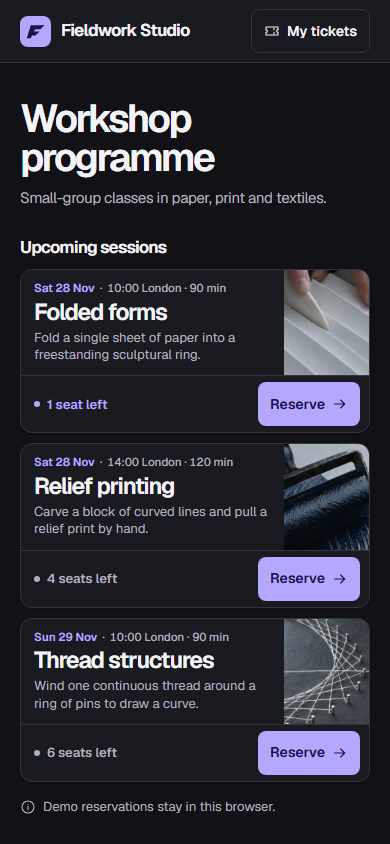 Fieldwork Studio
My tickets
Workshop
programme
Small-group classes in paper, print and textiles.
Upcoming sessions
Sat 28 Nov · 10:00 London · 90 min
Folded forms
Fold a single sheet of paper into a
freestanding sculptural ring.
1 seat left
Reserve →
Sat 28 Nov · 14:00 London · 120 min
Relief printing
Carve a block of curved lines and pull a
relief print by hand.
4 seats left
Reserve →
Sun 29 Nov · 10:00 London · 90 min
Thread structures
Wind one continuous thread around a
ring of pins to draw a curve.
6 seats left
Reserve →
Demo reservations stay in this browser.